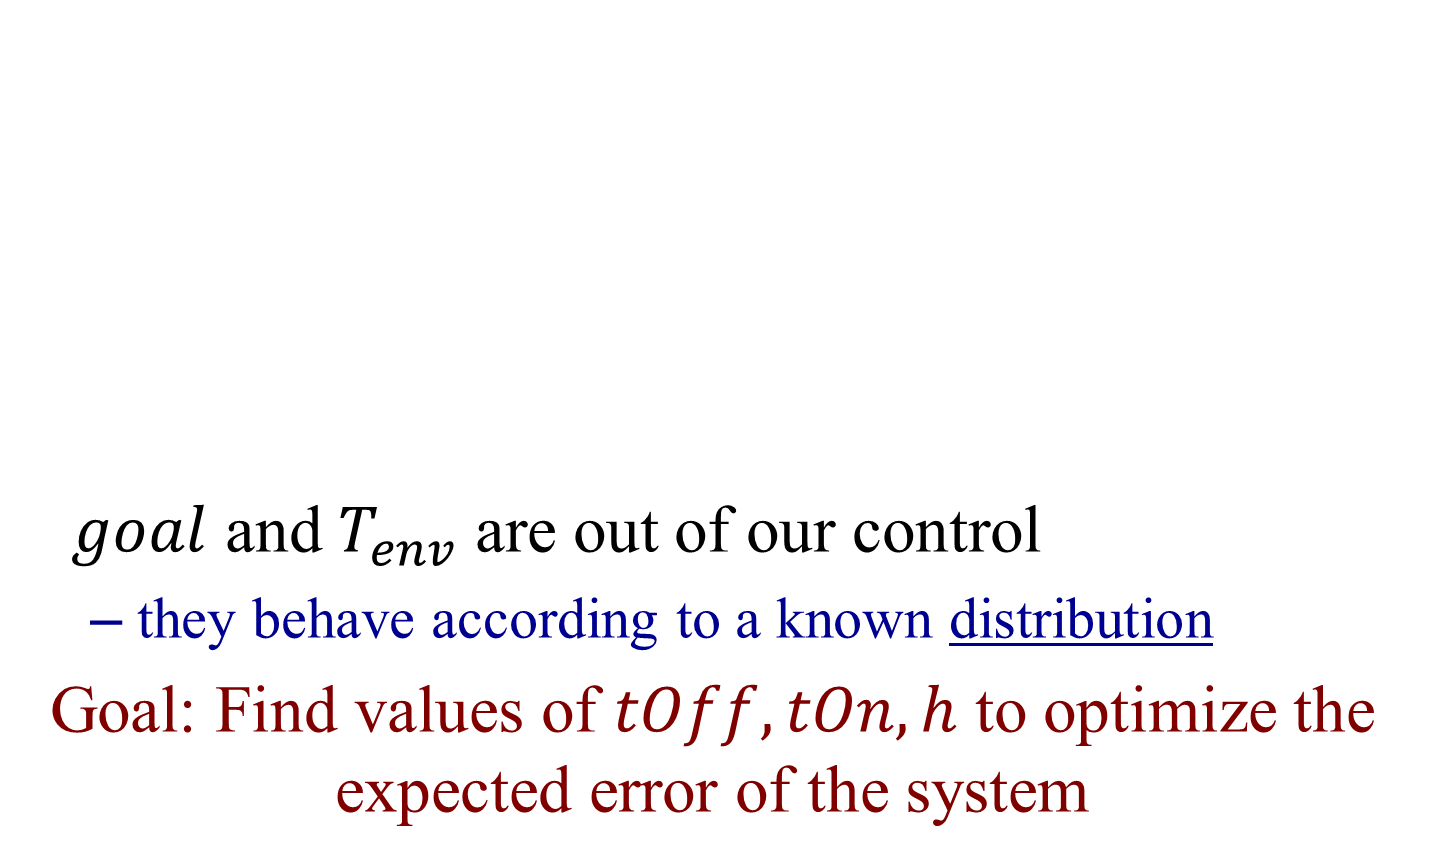 goal and T_env are out of our control
– they behave according to a known distribution
Goal: Find values of tOff, tOn, h to optimize the
expected error of the system